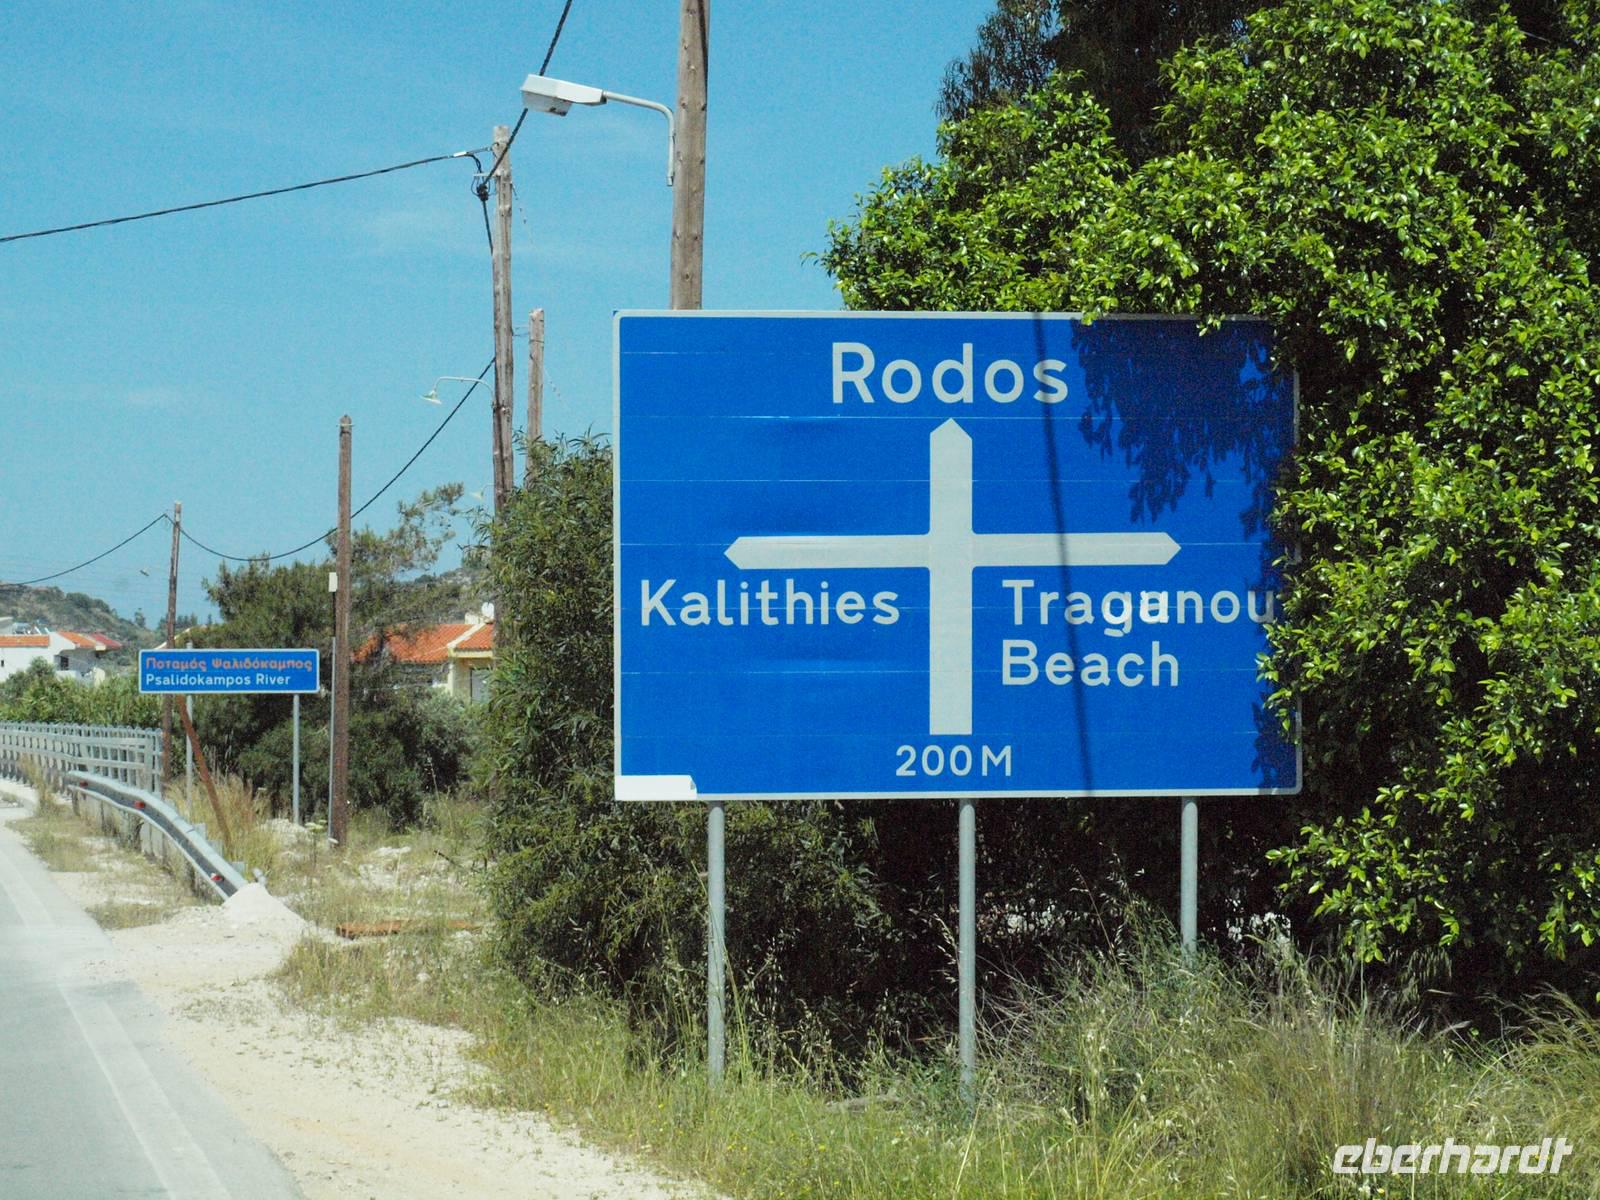 Rodos
Kalithies
Traganou
Beach
200M
Ποταμός Ψαλιδόκαμπος
Psalidokampos River
eberhardt